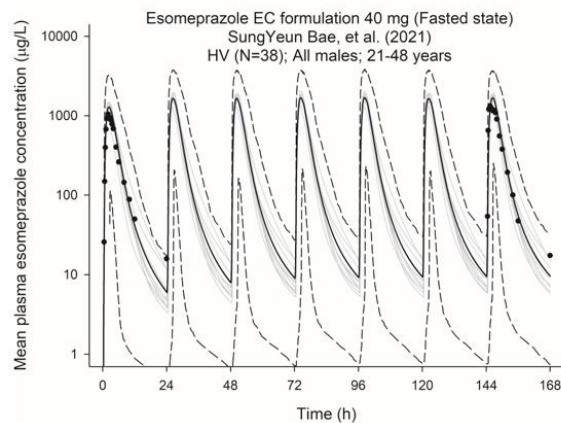 Esomeprazole EC formulation 40 mg (Fasted state)
SungYeun Bae, et al. (2021)
HV (N=38); All males; 21-48 years
Mean plasma esomeprazole concentration (µg/L)
10000
1000
100
10
1
0 24 48 72 96 120 144 168
Time (h)